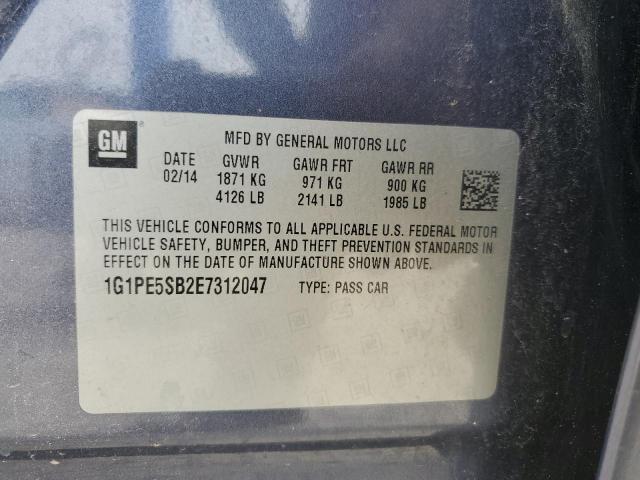 GM
MFD BY GENERAL MOTORS LLC
DATE GVWR GAWR FRT GAWR RR
02/14 1871 KG 971 KG 900 KG
4126 LB 2141 LB 1985 LB
THIS VEHICLE CONFORMS TO ALL APPLICABLE U.S. FEDERAL MOTOR
VEHICLE SAFETY, BUMPER, AND THEFT PREVENTION STANDARDS IN
EFFECT ON THE DATE OF MANUFACTURE SHOWN ABOVE.
1G1PE5SB2E7312047 TYPE: PASS CAR